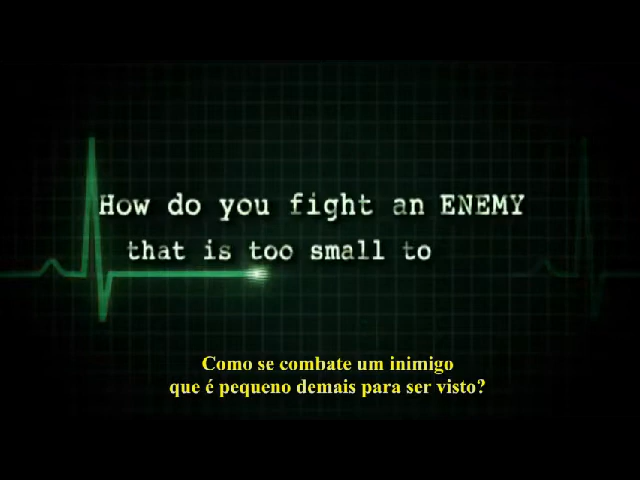 How do you fight an ENEMY
that is too small to
Como se combate um inimigo
que é pequeno demais para ser visto?